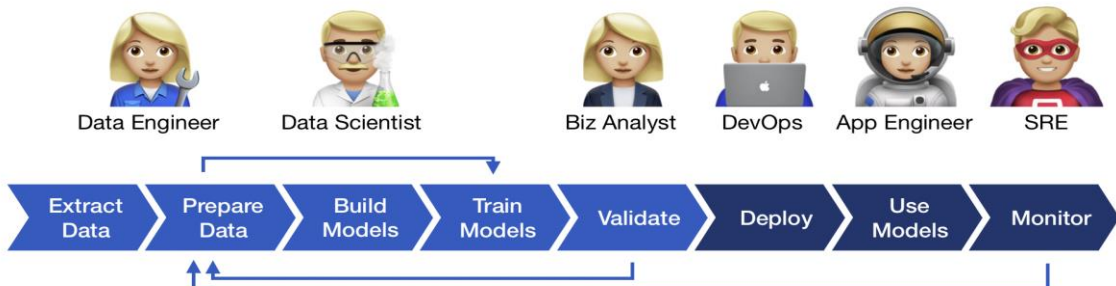 Data Engineer
Data Scientist
Biz Analyst
DevOps
App Engineer
SRE
Extract
Data
Prepare
Data
Build
Models
Train
Models
Validate
Deploy
Use
Models
Monitor